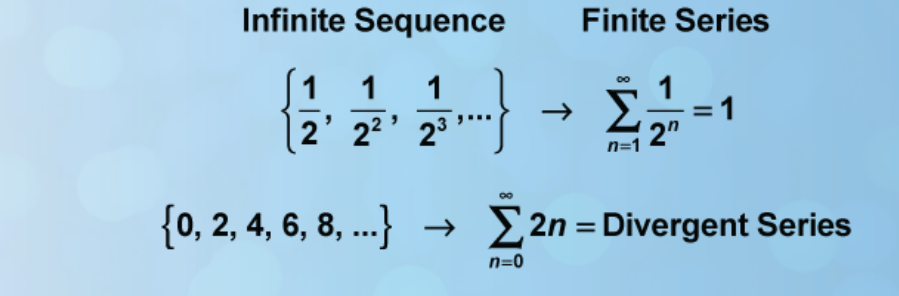 Infinite Sequence Finite Series
{1/2, 1/2², 1/2³,...} → ∞∑n=1 1/2ⁿ = 1
{0, 2, 4, 6, 8, ...} → ∞∑n=0 2n = Divergent Series